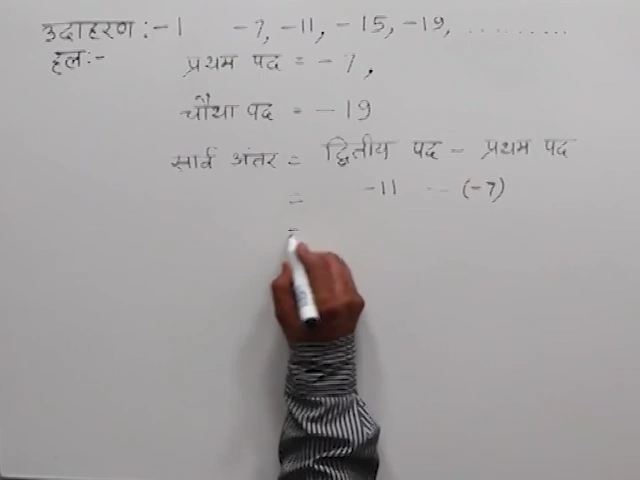 उदाहरण :- 1 -7, -11, -15, -19, .........
हलः-
प्रथम पद = -7,
चौथा पद = -19
सार्व अंतर = द्वितीय पद - प्रथम पद
= -11 - (-7)
=